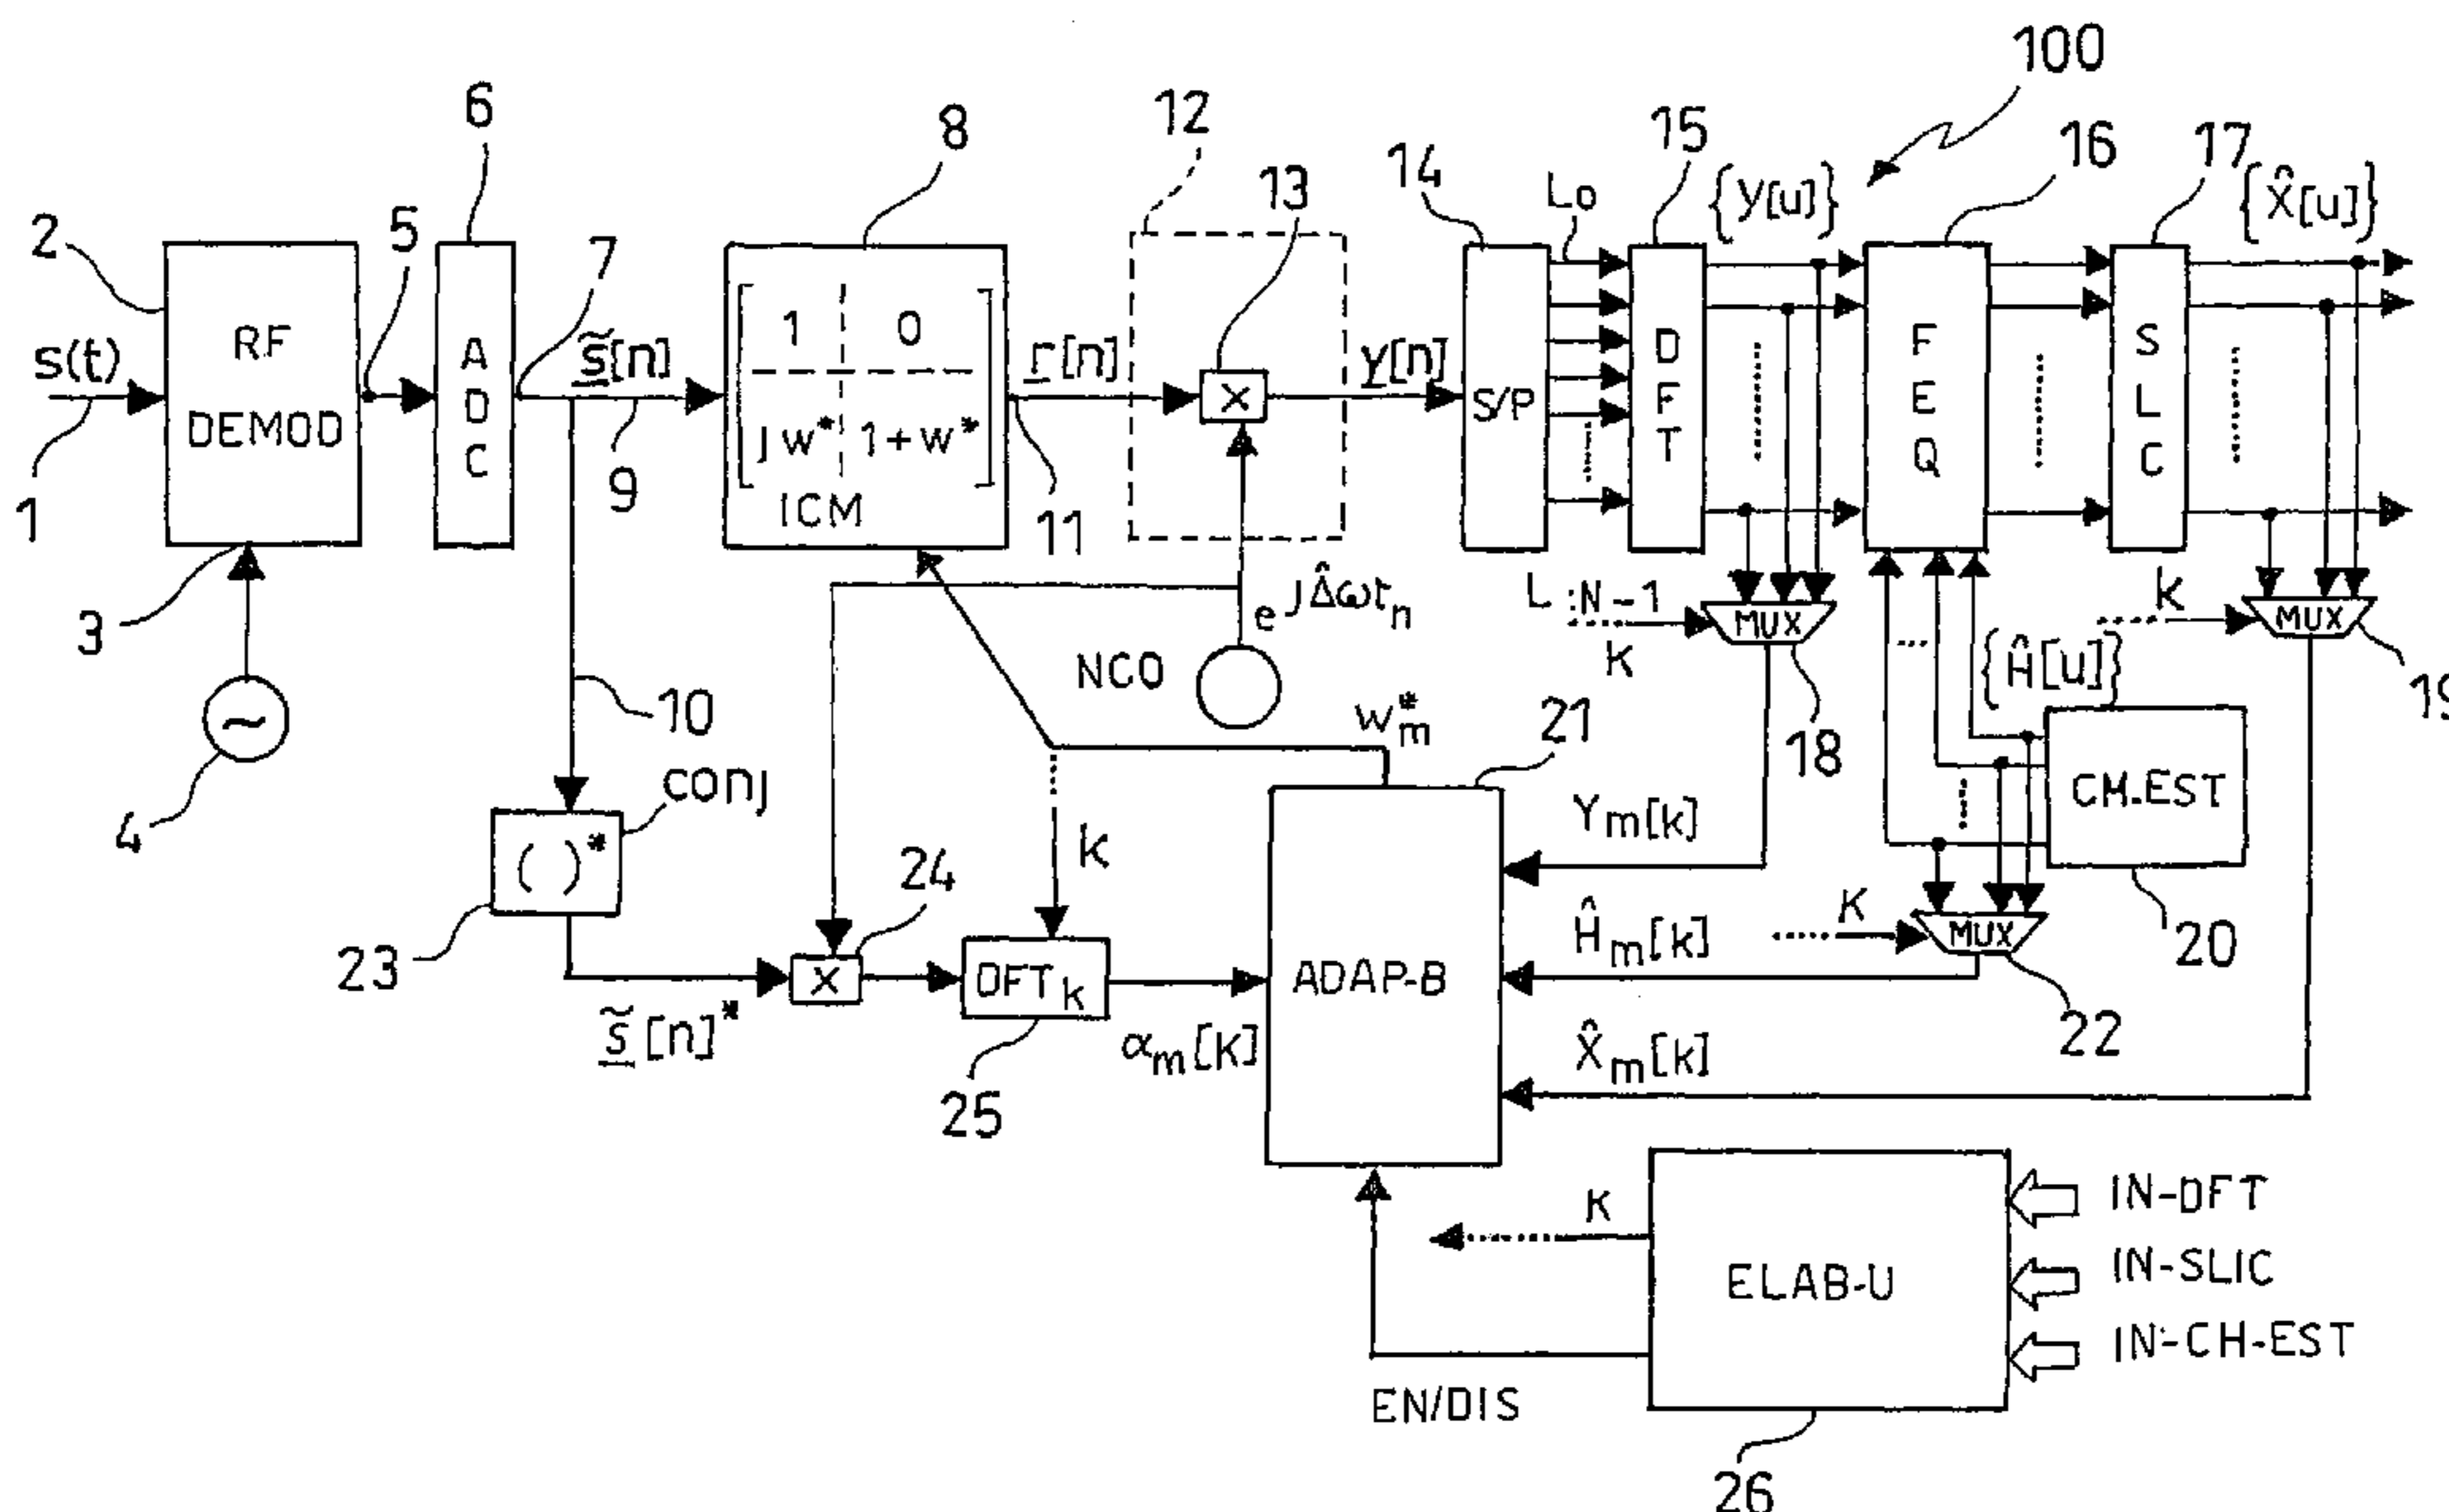 100
6
12
15
8
13
14
L0
{y[u]}
16
17
{X̂[u]}
2
5
7
RF
DEMOD
s(t)
ADC
s̃[n]
1 0
jw* 1+w*
ICM
r[n]
X
y[n]
S/P
DFT
FEQ
SLC
1
9
11
3
e^jΔ̂ωt_n
L:N-1
K
MUX
{Ĥ[u]}
k
MUX
NCO
10
w*_m
21
18
19
4
conj
CM.EST
( )*
k
Y_m[k]
24
K
23
X
DFT_k
ADAP-B
Ĥ_m[k]
MUX
20
s̃[n]*
α_m[k]
X̂_m[k]
22
25
K
IN-DFT
ELAB-U
IN-SLIC
IN-CH-EST
EN/DIS
26